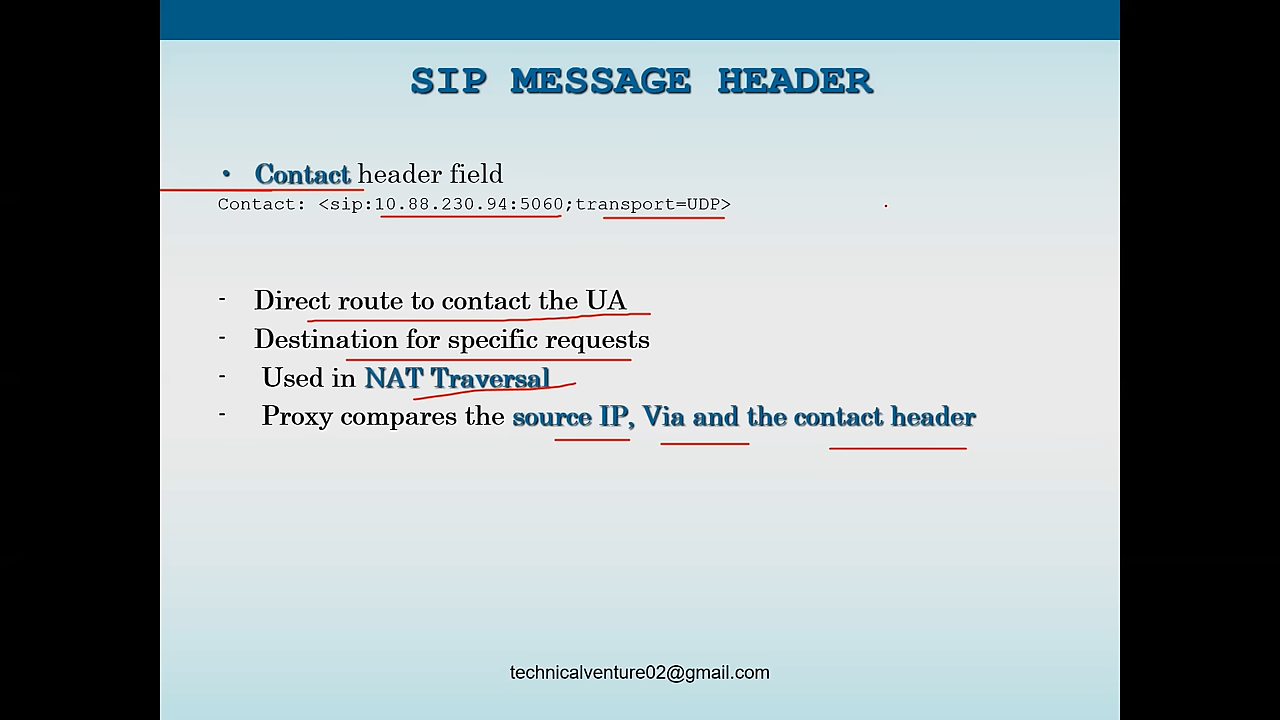 SIP MESSAGE HEADER
• Contact header field
Contact: <sip:10.88.230.94:5060;transport=UDP>
- Direct route to contact the UA
- Destination for specific requests
- Used in NAT Traversal
- Proxy compares the source IP, Via and the contact header
technicalventure02@gmail.com